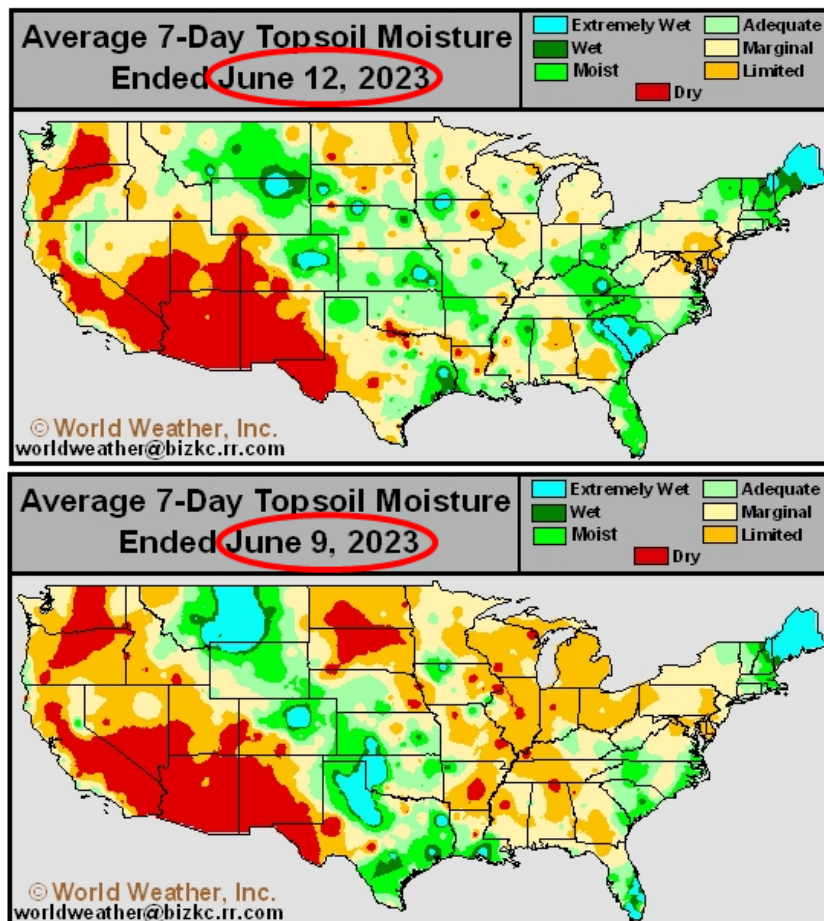 Average 7-Day Topsoil Moisture
Ended June 12, 2023
Extremely Wet
Adequate
Wet
Marginal
Moist
Limited
Dry
© World Weather, Inc.
worldweather@bizkc.rr.com
Average 7-Day Topsoil Moisture
Ended June 9, 2023
Extremely Wet
Adequate
Wet
Marginal
Moist
Limited
Dry
© World Weather, Inc.
worldweather@bizkc.rr.com